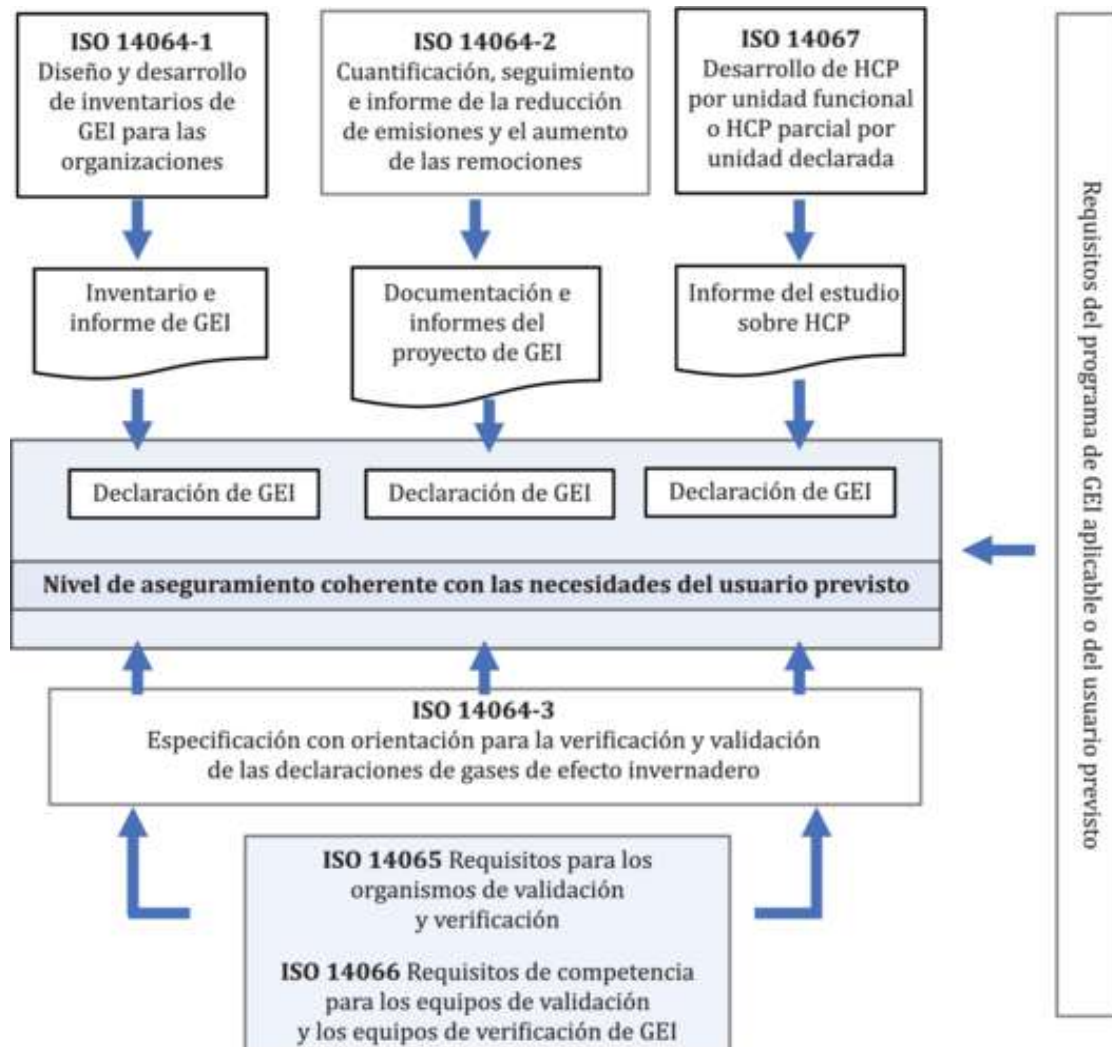 ISO 14064-1
Diseño y desarrollo
de inventarios de
GEI para las
organizaciones
ISO 14064-2
Cuantificación, seguimiento
e informe de la reducción
de emisiones y el aumento
de las remociones
ISO 14067
Desarrollo de HCP
por unidad funcional
o HCP parcial por
unidad declarada
Inventario e
informe de GEI
Documentación e
informes del
proyecto de GEI
Informe del estudio
sobre HCP
Declaración de GEI
Declaración de GEI
Declaración de GEI
Nivel de aseguramiento coherente con las necesidades del usuario previsto
ISO 14064-3
Especificación con orientación para la verificación y validación
de las declaraciones de gases de efecto invernadero
ISO 14065 Requisitos para los
organismos de validación
y verificación
ISO 14066 Requisitos de competencia
para los equipos de validación
y los equipos de verificación de GEI
Requisitos del programa de GEI aplicable o del usuario previsto